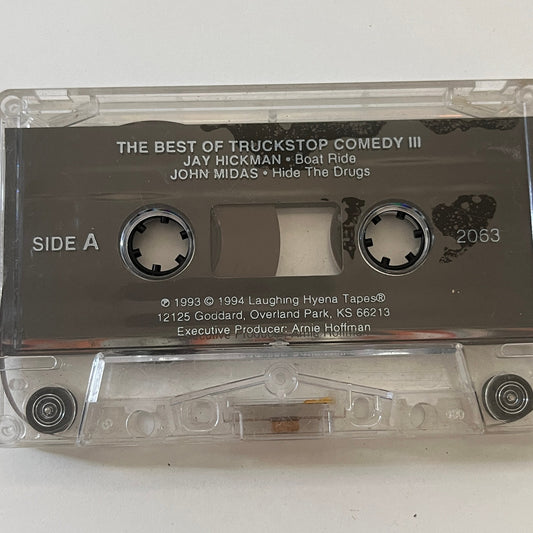 THE BEST OF TRUCKSTOP COMEDY III
JAY HICKMAN • Boat Ride
JOHN MIDAS • Hide The Drugs
SIDE A
2063
℗ 1993 © 1994 Laughing Hyena Tapes®
12125 Goddard, Overland Park, KS 66213
Executive Producer: Arnie Hoffman